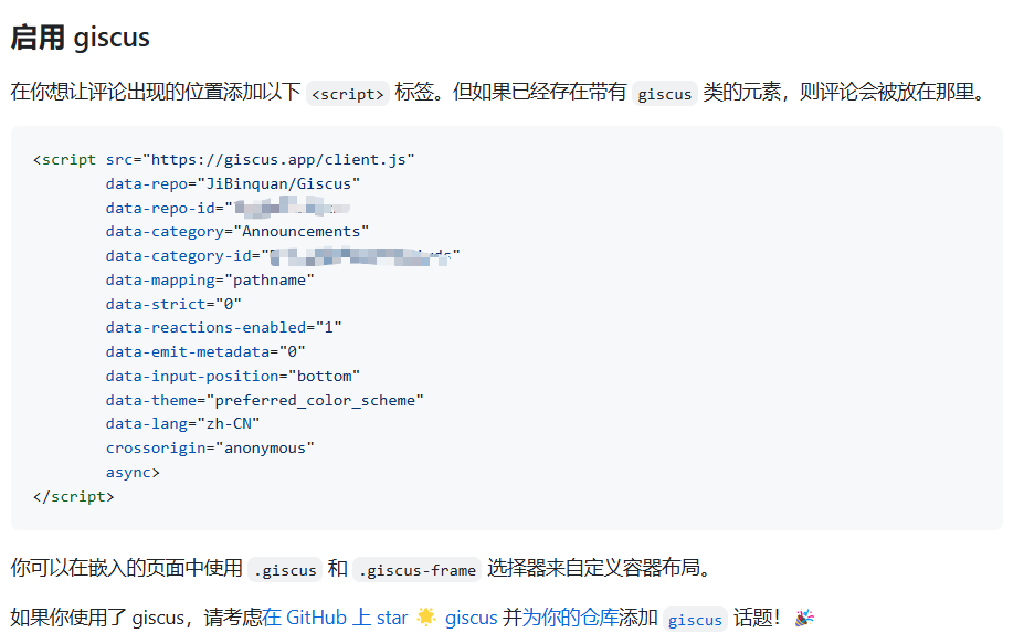 启用 giscus
在你想让评论出现的位置添加以下 <script> 标签。但如果已经存在带有 giscus 类的元素，则评论会被放在那里。
<script src="https://giscus.app/client.js"
data-repo="JiBinquan/Giscus"
data-repo-id="
data-category="Announcements"
data-category-id="
data-mapping="pathname"
data-strict="0"
data-reactions-enabled="1"
data-emit-metadata="0"
data-input-position="bottom"
data-theme="preferred_color_scheme"
data-lang="zh-CN"
crossorigin="anonymous"
async>
</script>
你可以在嵌入的页面中使用 .giscus 和 .giscus-frame 选择器来自定义容器布局。
如果你使用了 giscus，请考虑在 GitHub 上 star 🌟 giscus 并为你的仓库添加 giscus 话题！🎉